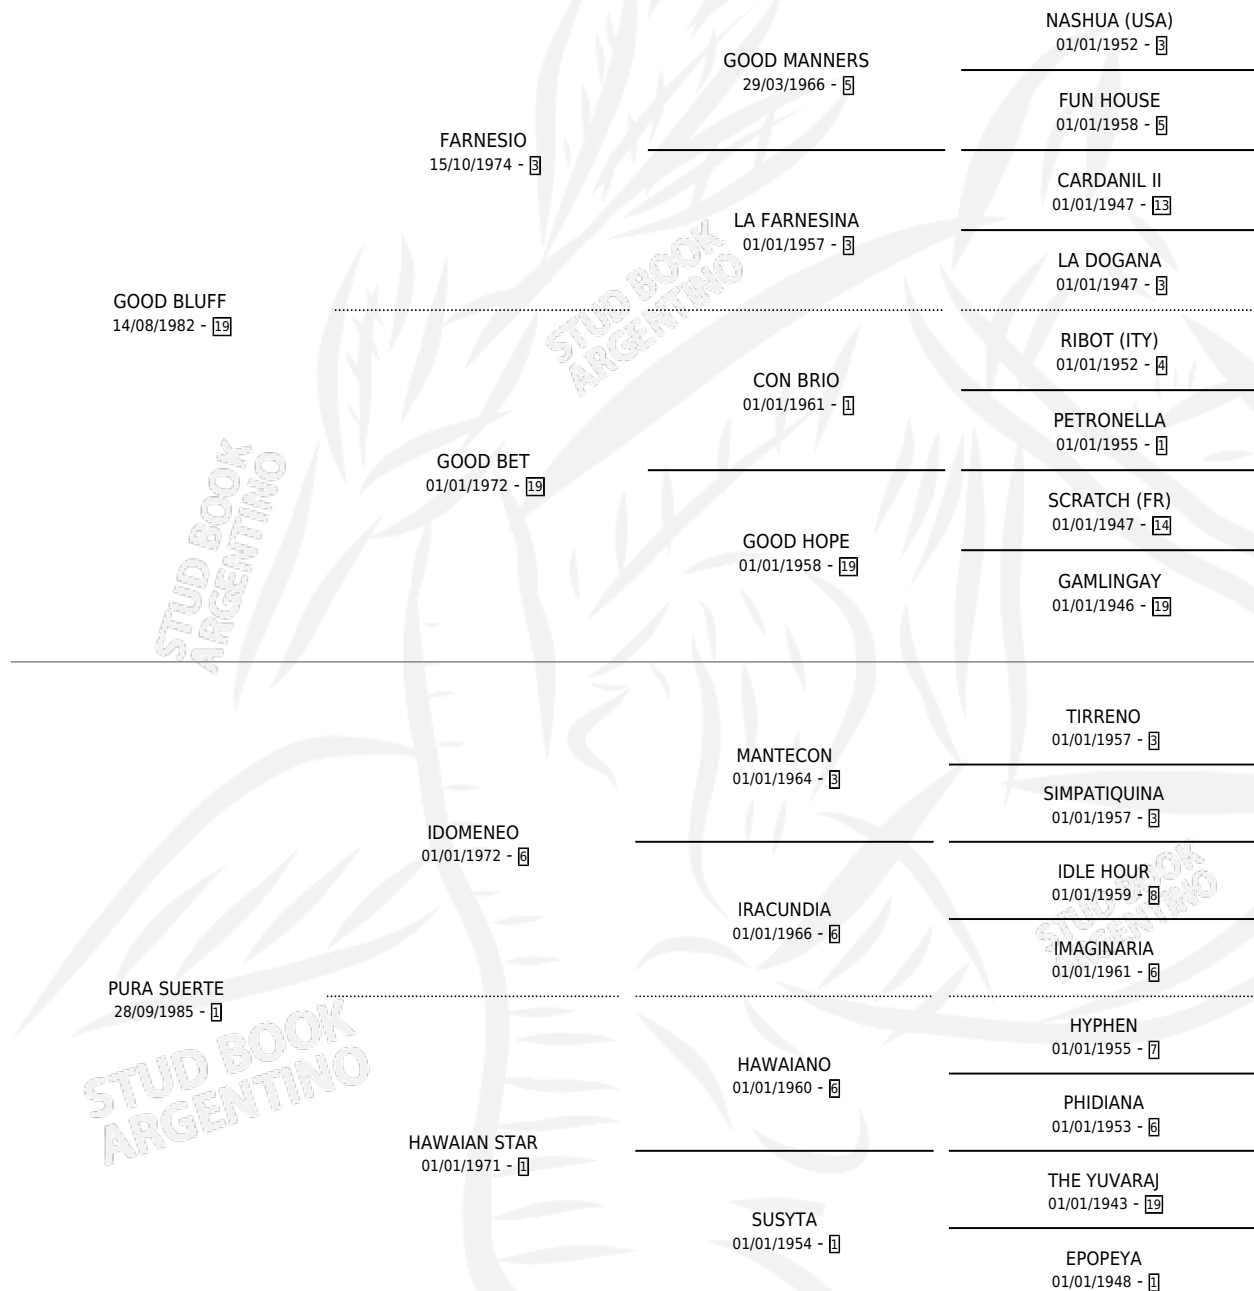 NASHUA (USA)
01/01/1952 - 3
GOOD MANNERS
29/03/1966 - 5
FUN HOUSE
01/01/1958 - 5
FARNESIO
15/10/1974 - 3
CARDANIL II
01/01/1947 - 13
LA FARNESINA
01/01/1957 - 3
LA DOGANA
01/01/1947 - 3
GOOD BLUFF
14/08/1982 - 19
STUD BOOK
ARGENTINO
RIBOT (ITY)
01/01/1952 - 4
CON BRIO
01/01/1961 - 1
PETRONELLA
01/01/1955 - 1
GOOD BET
01/01/1972 - 19
SCRATCH (FR)
01/01/1947 - 14
GOOD HOPE
01/01/1958 - 19
GAMLINGAY
01/01/1946 - 19
STUD BOOK
ARGENTINO
TIRRENO
01/01/1957 - 3
MANTECON
01/01/1964 - 3
SIMPATIQUINA
01/01/1957 - 3
IDOMENEO
01/01/1972 - 6
IDLE HOUR
01/01/1959 - 8
IRACUNDIA
01/01/1966 - 6
STUD BOOK
ARGENTINO
IMAGINARIA
01/01/1961 - 6
PURA SUERTE
28/09/1985 - 1
HYPHEN
01/01/1955 - 7
HAWAIANO
01/01/1960 - 6
PHIDIANA
01/01/1953 - 6
STUD BOOK
ARGENTINO
HAWAIAN STAR
01/01/1971 - 1
THE YUVARAJ
01/01/1943 - 19
SUSYTA
01/01/1954 - 1
EPOPEYA
01/01/1948 - 1